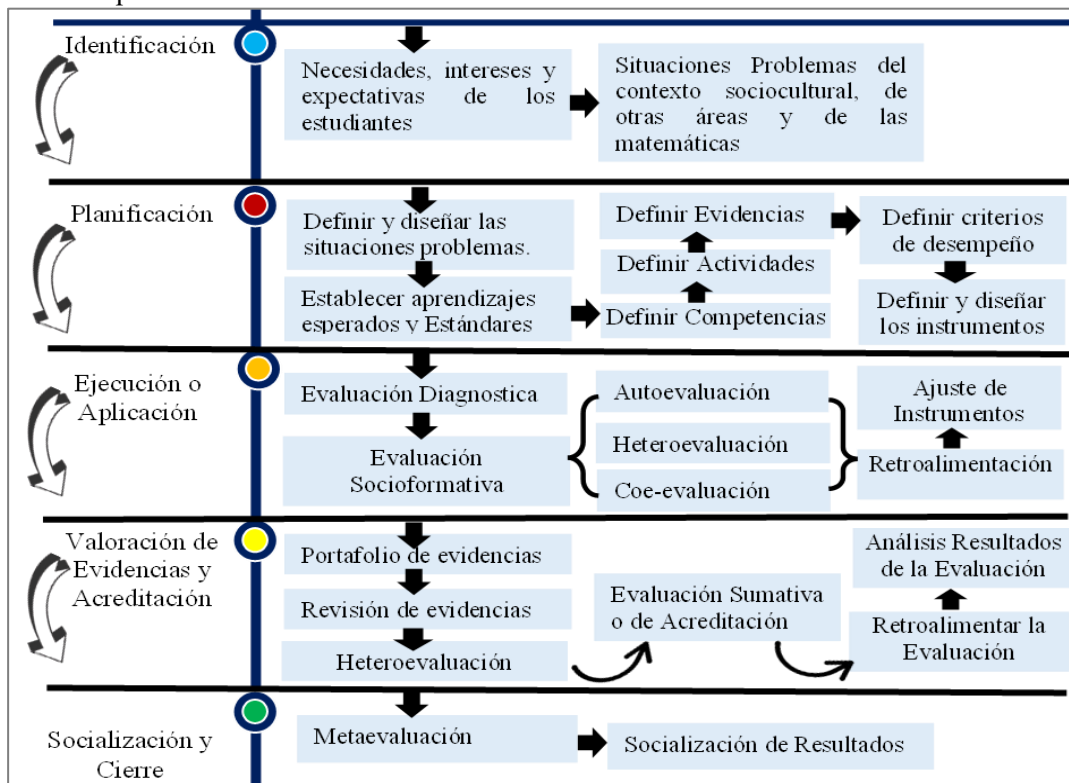 Identificación
Necesidades, intereses y
expectativas de los
estudiantes
Situaciones Problemas del
contexto sociocultural, de
otras áreas y de las
matemáticas
Planificación
Definir y diseñar las
situaciones problemas.
Establecer aprendizajes
esperados y Estándares
Definir Competencias
Definir Actividades
Definir Evidencias
Definir criterios
de desempeño
Definir y diseñar
los instrumentos
Ejecución o
Aplicación
Evaluación Diagnostica
Evaluación
Socioformativa
Autoevaluación
Heteroevaluación
Coe-evaluación
Retroalimentación
Ajuste de
Instrumentos
Valoración de
Evidencias y
Acreditación
Portafolio de evidencias
Revisión de evidencias
Heteroevaluación
Evaluación Sumativa
o de Acreditación
Retroalimentar la
Evaluación
Análisis Resultados
de la Evaluación
Socialización y
Cierre
Metaevaluación
Socialización de Resultados